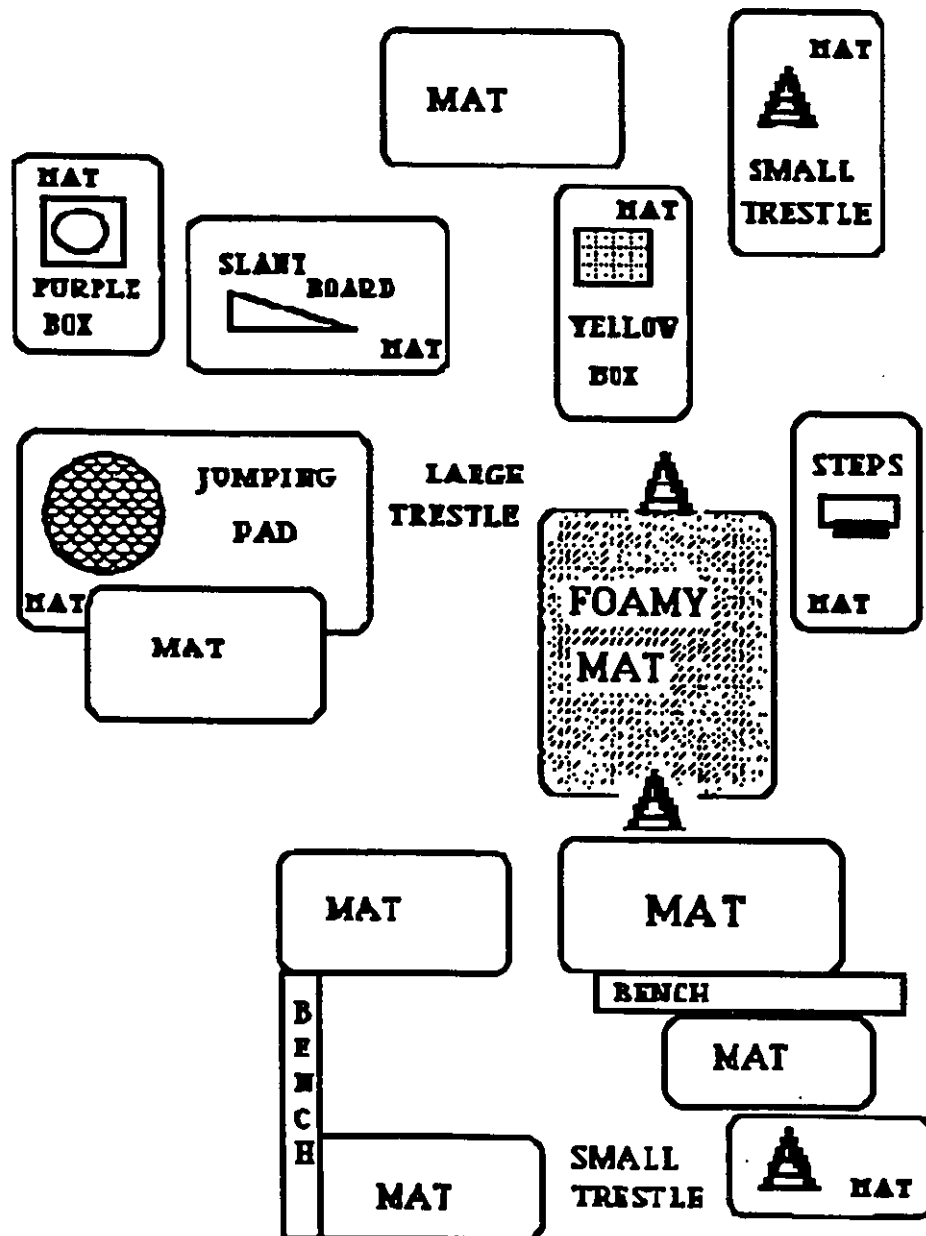 MAT
MAT
SMALL
TRESTLE
MAT
PURPLE
BOX
SLANT
BOARD
MAT
MAT
YELLOW
BOX
JUMPING
PAD
MAT
MAT
LARGE
TRESTLE
FOAMY
MAT
STEPS
MAT
MAT
MAT
BENCH
BENCH
MAT
MAT
SMALL
TRESTLE
MAT